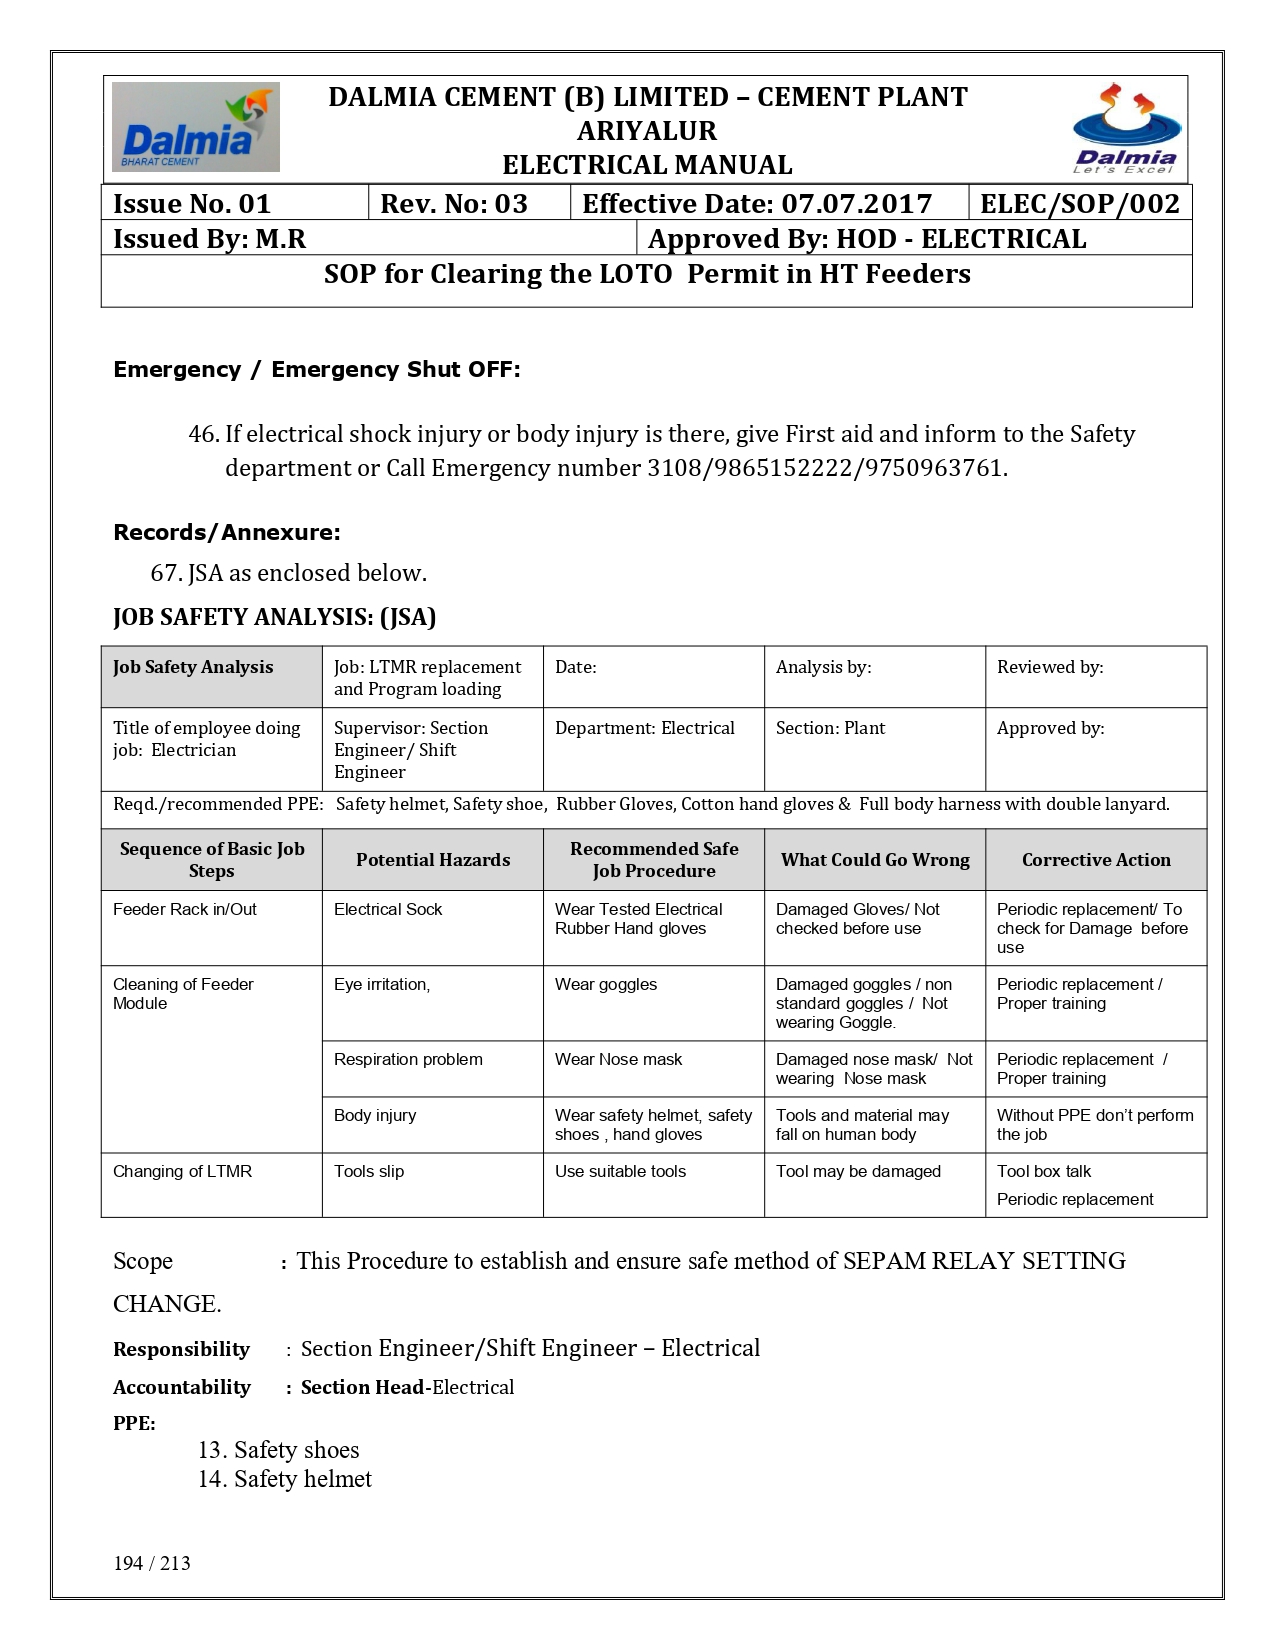 Dalmia
BHARAT CEMENT
DALMIA CEMENT (B) LIMITED – CEMENT PLANT
ARIYALUR
ELECTRICAL MANUAL
Dalmia
Let's Excel
Issue No. 01 Rev. No: 03 Effective Date: 07.07.2017 ELEC/SOP/002
Issued By: M.R Approved By: HOD - ELECTRICAL
SOP for Clearing the LOTO Permit in HT Feeders
Emergency / Emergency Shut OFF:
46. If electrical shock injury or body injury is there, give First aid and inform to the Safety
department or Call Emergency number 3108/9865152222/9750963761.
Records/Annexure:
67. JSA as enclosed below.
JOB SAFETY ANALYSIS: (JSA)
Job Safety Analysis
Job: LTMR replacement
and Program loading
Date:
Analysis by:
Reviewed by:
Title of employee doing
job: Electrician
Supervisor: Section
Engineer/ Shift
Engineer
Department: Electrical
Section: Plant
Approved by:
Reqd./recommended PPE: Safety helmet, Safety shoe, Rubber Gloves, Cotton hand gloves & Full body harness with double lanyard.
Sequence of Basic Job
Steps
Potential Hazards
Recommended Safe
Job Procedure
What Could Go Wrong
Corrective Action
Feeder Rack in/Out
Electrical Sock
Wear Tested Electrical
Rubber Hand gloves
Damaged Gloves/ Not
checked before use
Periodic replacement/ To
check for Damage before
use
Cleaning of Feeder
Module
Eye irritation,
Wear goggles
Damaged goggles / non
standard goggles / Not
wearing Goggle.
Periodic replacement /
Proper training
Respiration problem
Wear Nose mask
Damaged nose mask/ Not
wearing Nose mask
Periodic replacement /
Proper training
Body injury
Wear safety helmet, safety
shoes , hand gloves
Tools and material may
fall on human body
Without PPE don’t perform
the job
Changing of LTMR
Tools slip
Use suitable tools
Tool may be damaged
Tool box talk
Periodic replacement
Scope : This Procedure to establish and ensure safe method of SEPAM RELAY SETTING
CHANGE.
Responsibility : Section Engineer/Shift Engineer – Electrical
Accountability : Section Head-Electrical
PPE:
13. Safety shoes
14. Safety helmet
194 / 213